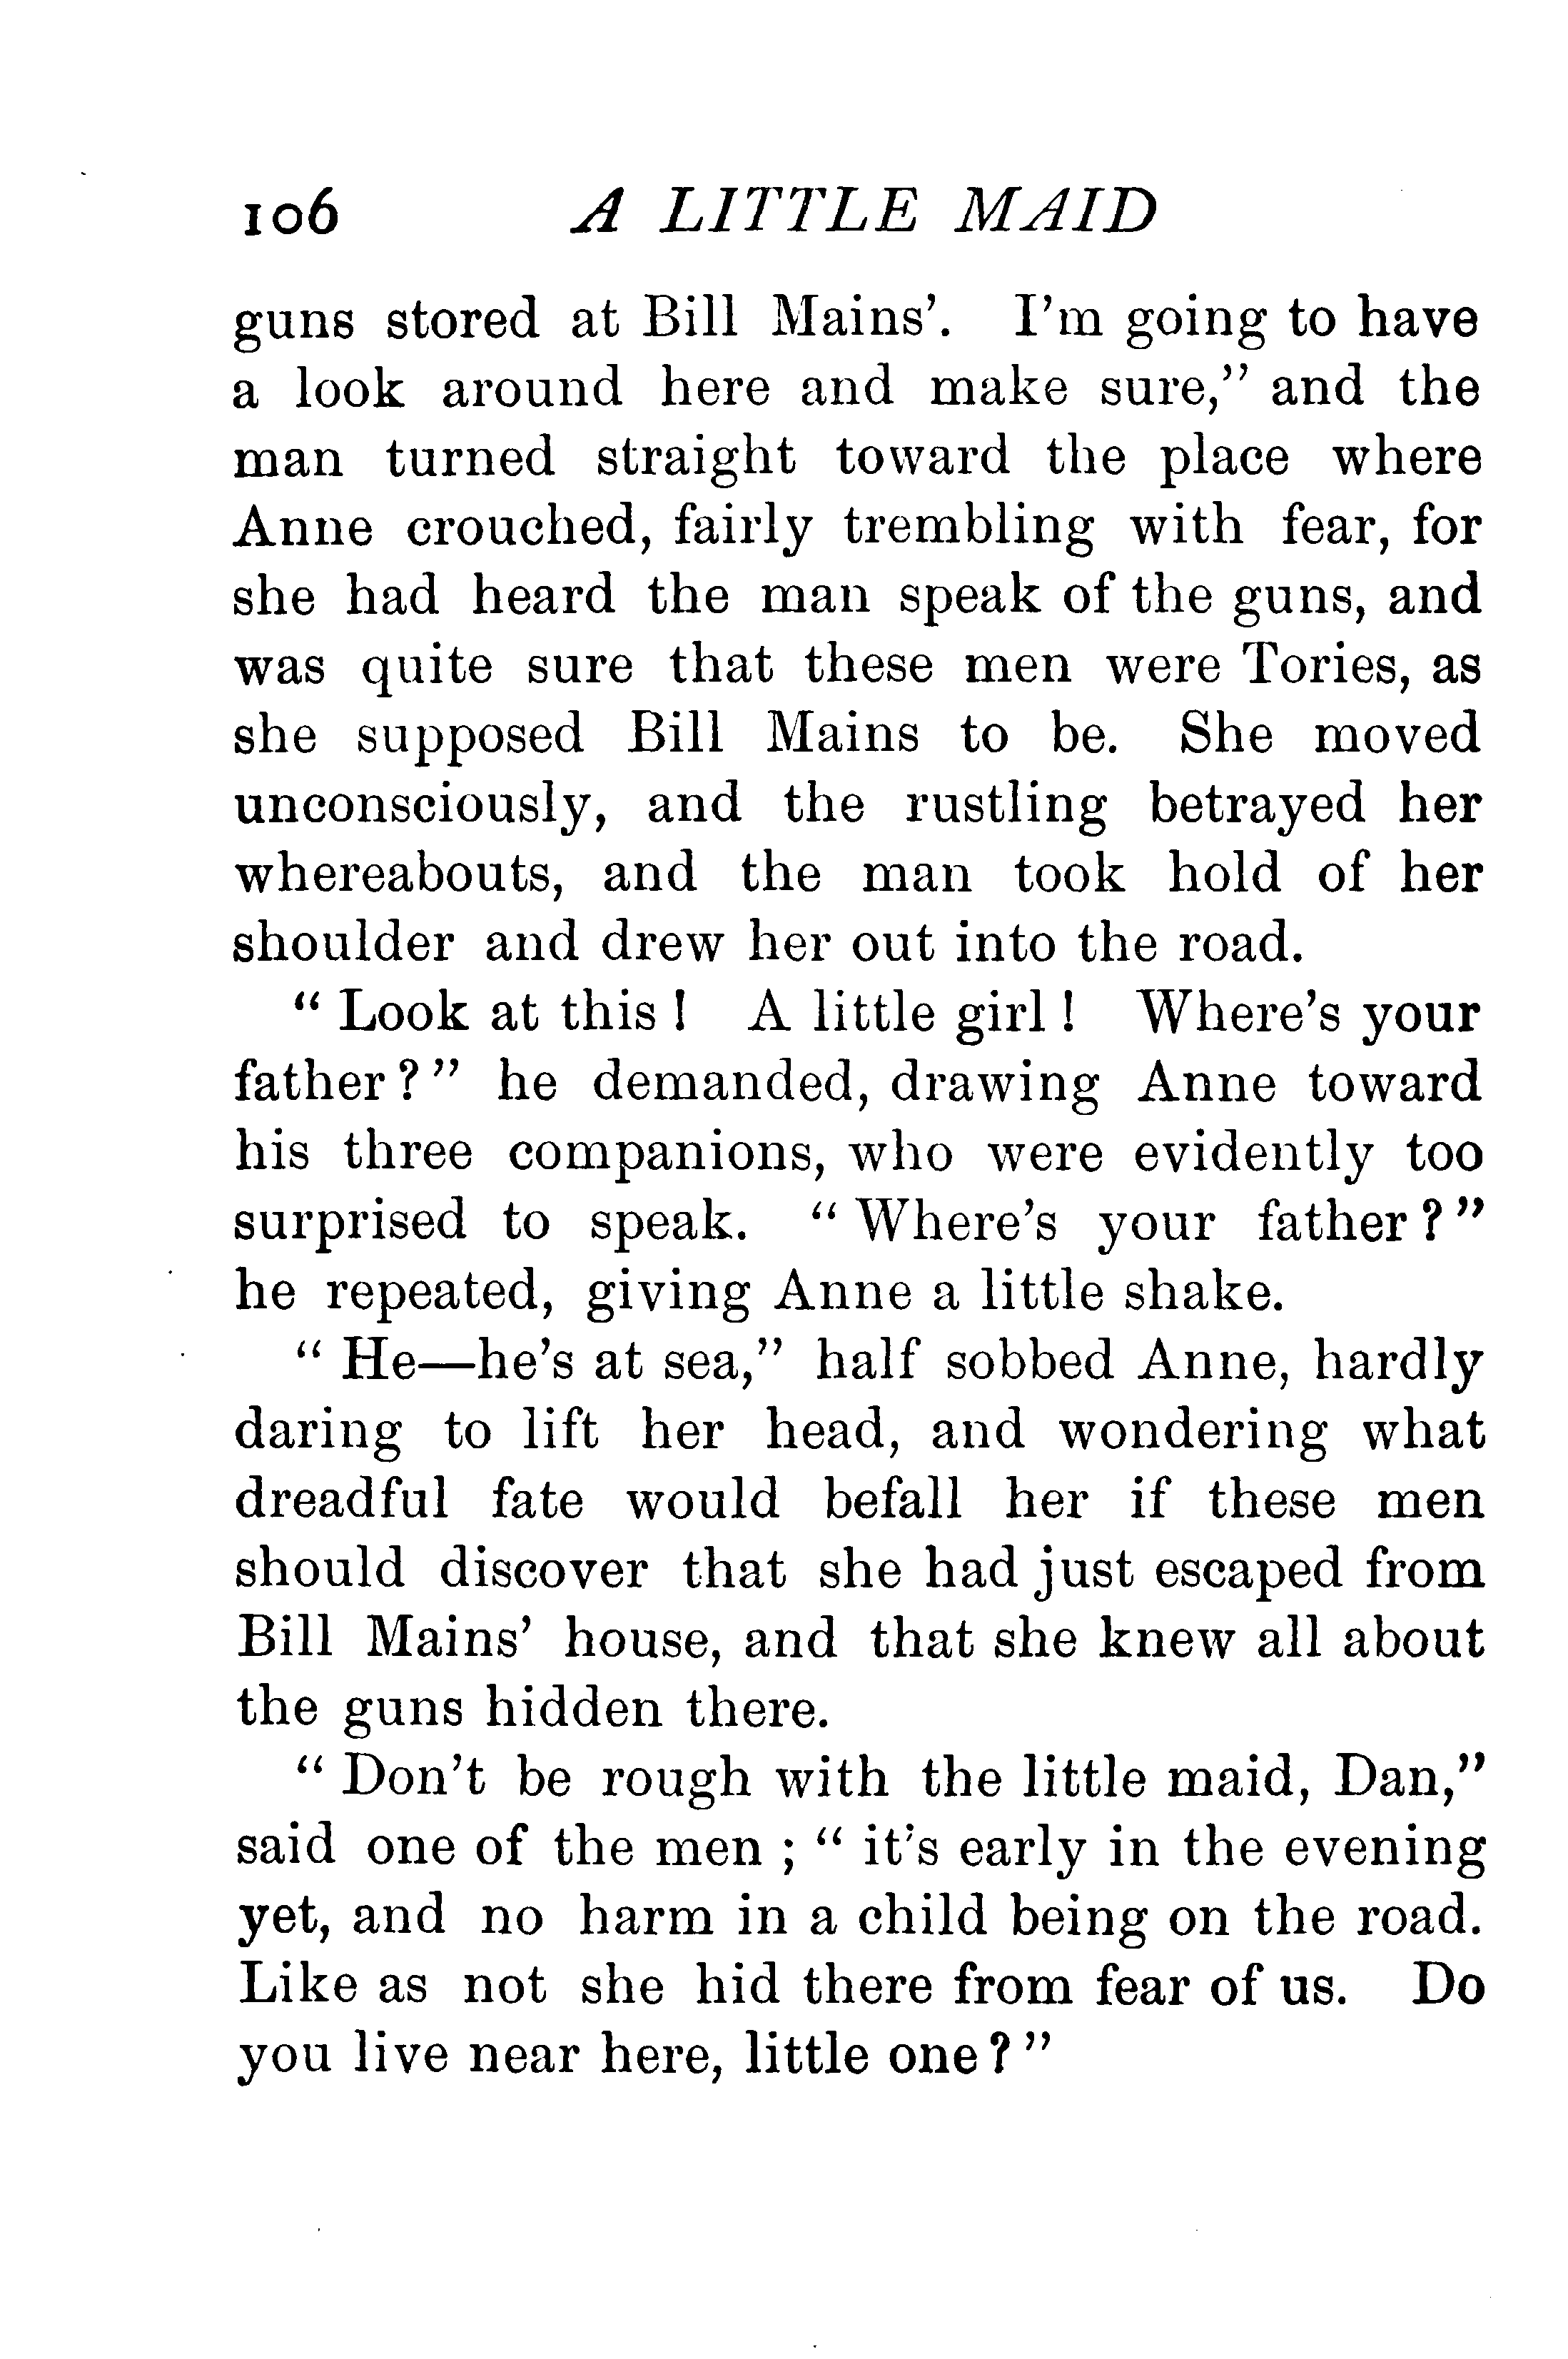 106 A LITTLE MAID
guns stored at Bill Mains'. I'm going to have
a look around here and make sure," and the
man turned straight toward the place where
Anne crouched, fairly trembling with fear, for
she had heard the man speak of the guns, and
was quite sure that these men were Tories, as
she supposed Bill Mains to be. She moved
unconsciously, and the rustling betrayed her
whereabouts, and the man took hold of her
shoulder and drew her out into the road.
"Look at this! A little girl! Where's your
father?" he demanded, drawing Anne toward
his three companions, who were evidently too
surprised to speak. "Where's your father?"
he repeated, giving Anne a little shake.
"He—he's at sea," half sobbed Anne, hardly
daring to lift her head, and wondering what
dreadful fate would befall her if these men
should discover that she had just escaped from
Bill Mains' house, and that she knew all about
the guns hidden there.
"Don't be rough with the little maid, Dan,"
said one of the men; "it's early in the evening
yet, and no harm in a child being on the road.
Like as not she hid there from fear of us. Do
you live near here, little one?"